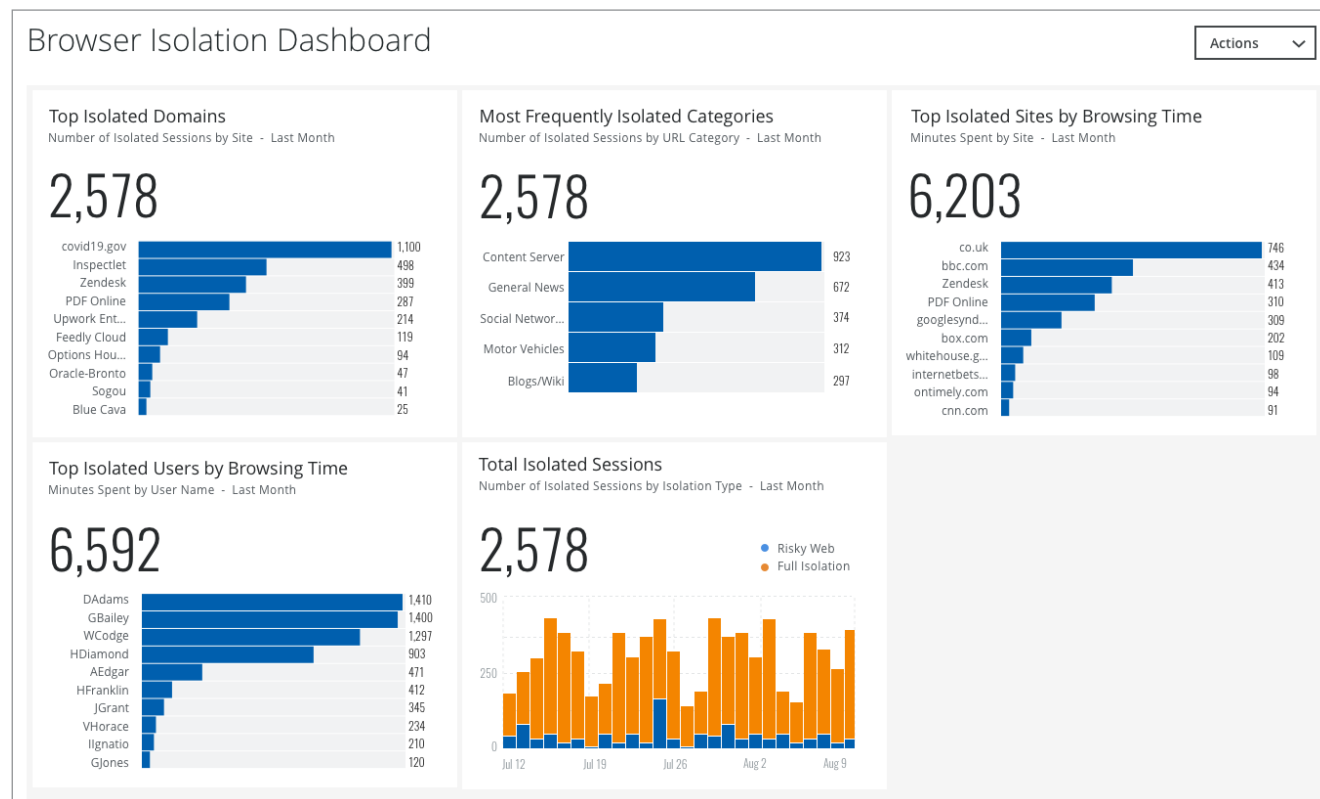 Browser Isolation Dashboard
Actions
Top Isolated Domains
Number of Isolated Sessions by Site - Last Month
2,578
covid19.gov 1,100
Inspectlet 498
Zendesk 399
PDF Online 287
Upwork Ent... 214
Feedly Cloud 119
Options Hou... 94
Oracle-Bronto 47
Sogou 41
Blue Cava 25
Most Frequently Isolated Categories
Number of Isolated Sessions by URL Category - Last Month
2,578
Content Server 923
General News 672
Social Networ... 374
Motor Vehicles 312
Blogs/Wiki 297
Top Isolated Sites by Browsing Time
Minutes Spent by Site - Last Month
6,203
co.uk 746
bbc.com 434
Zendesk 413
PDF Online 310
googlesynd... 309
box.com 202
whitehouse.g... 109
internetbets... 98
ontimely.com 94
cnn.com 91
Top Isolated Users by Browsing Time
Minutes Spent by User Name - Last Month
6,592
DAdams 1,410
GBailey 1,400
WCodge 1,297
HDiamond 903
AEdgar 471
HFranklin 412
JGrant 345
VHorace 234
IIgnatio 210
GJones 120
Total Isolated Sessions
Number of Isolated Sessions by Isolation Type - Last Month
2,578
Risky Web
Full Isolation
500
250
0
Jul 12 Jul 19 Jul 26 Aug 2 Aug 9